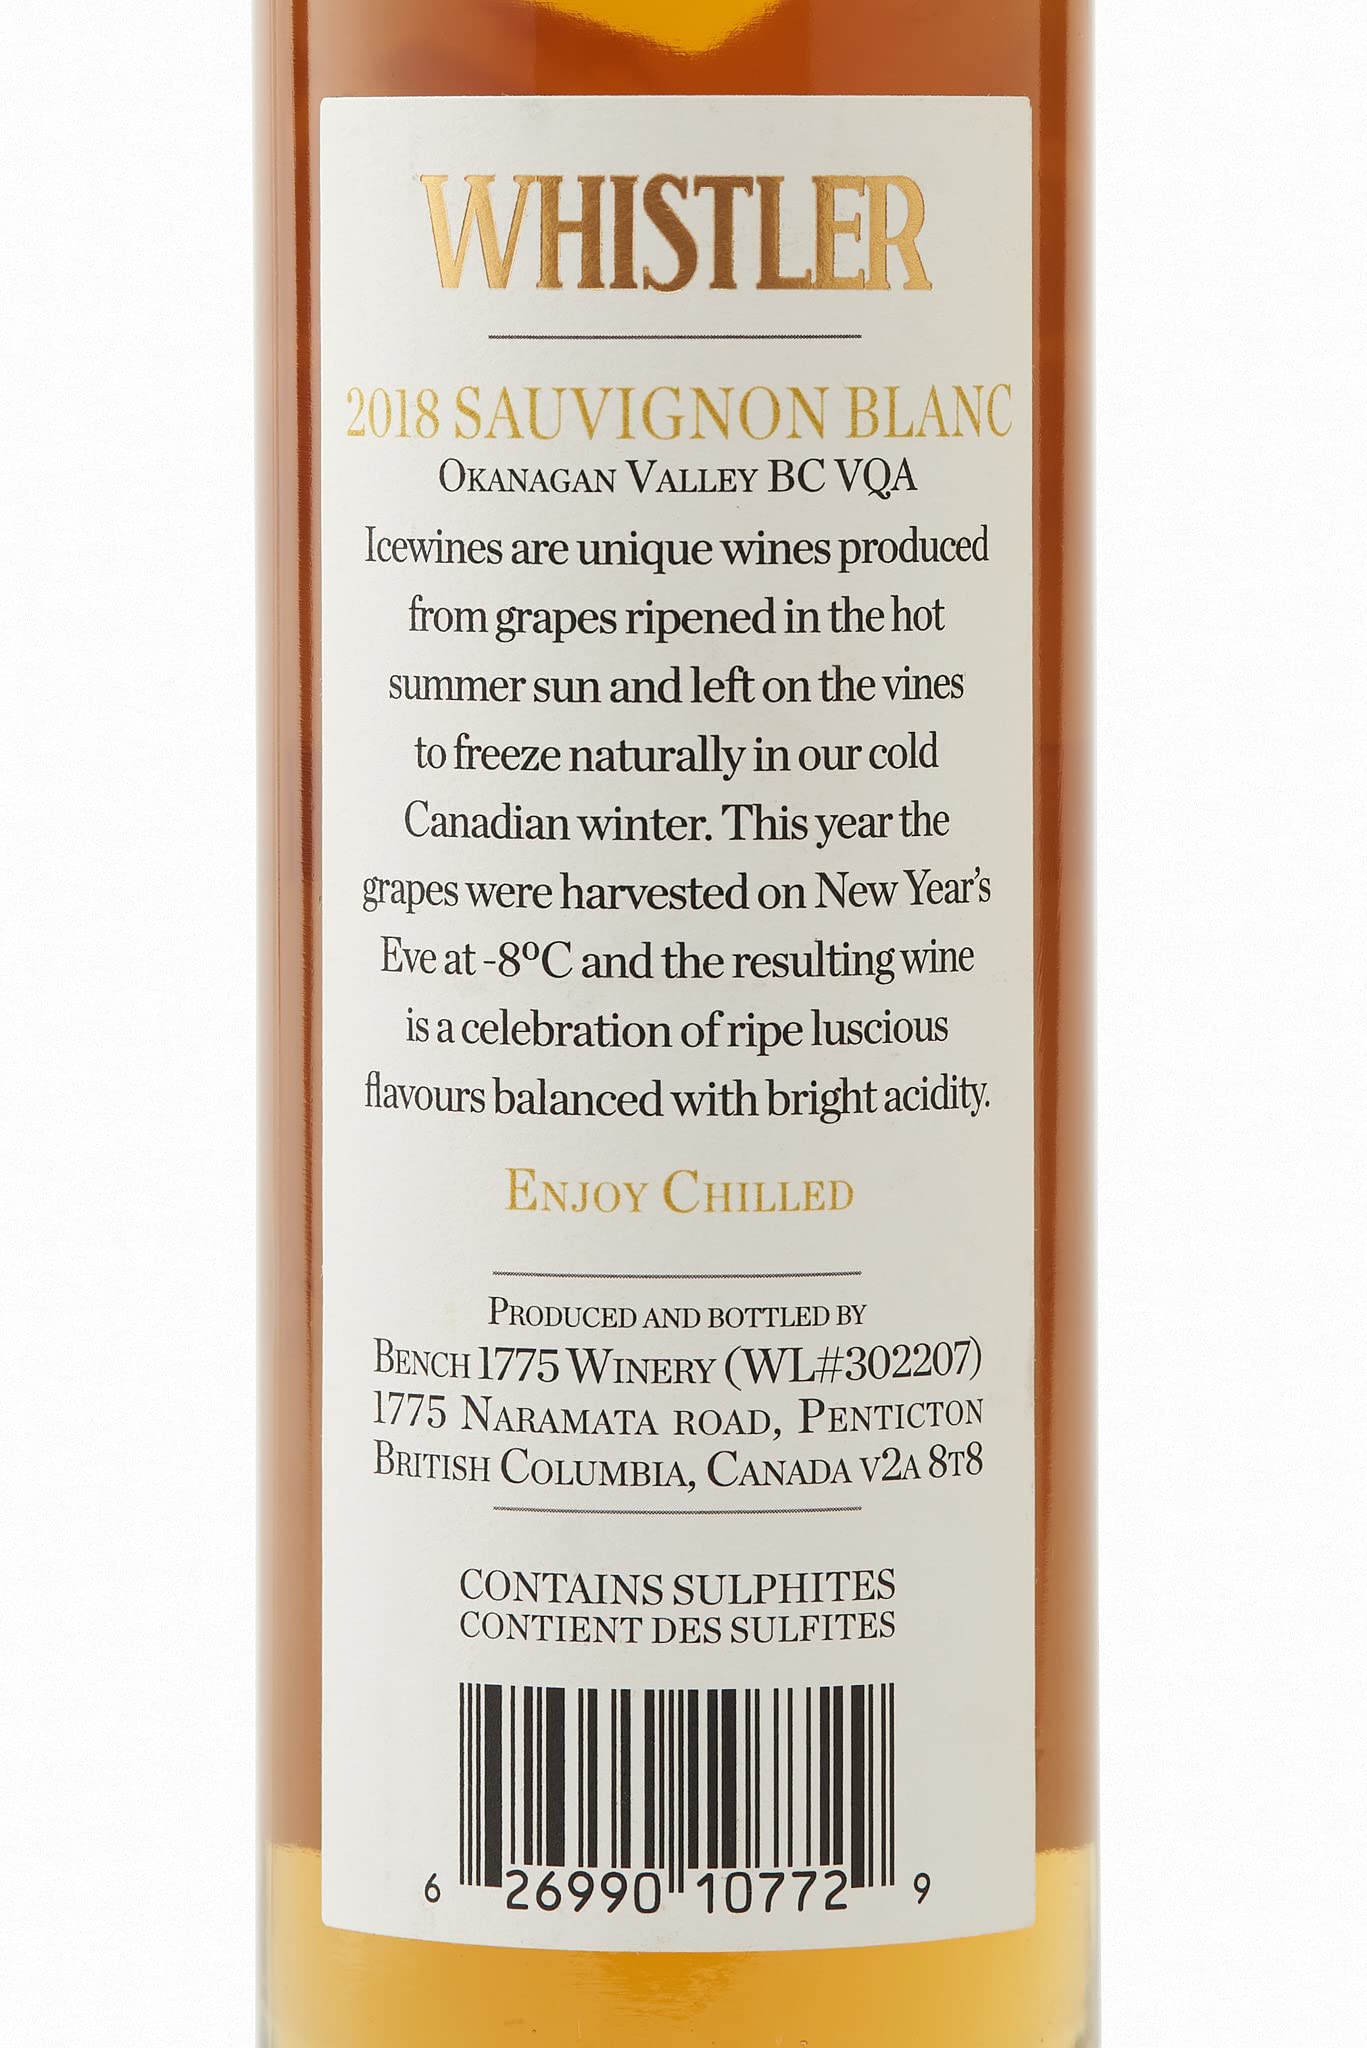 WHISTLER
2018 SAUVIGNON BLANC
OKANAGAN VALLEY BC VQA
Icewines are unique wines produced
from grapes ripened in the hot
summer sun and left on the vines
to freeze naturally in our cold
Canadian winter. This year the
grapes were harvested on New Year's
Eve at -8ºC and the resulting wine
is a celebration of ripe luscious
flavours balanced with bright acidity.
ENJOY CHILLED
PRODUCED AND BOTTLED BY
BENCH 1775 WINERY (WL#302207)
1775 NARAMATA ROAD, PENTICTON
BRITISH COLUMBIA, CANADA V2A 8T8
CONTAINS SULPHITES
CONTIENT DES SULFITES
6 26990 10772 9